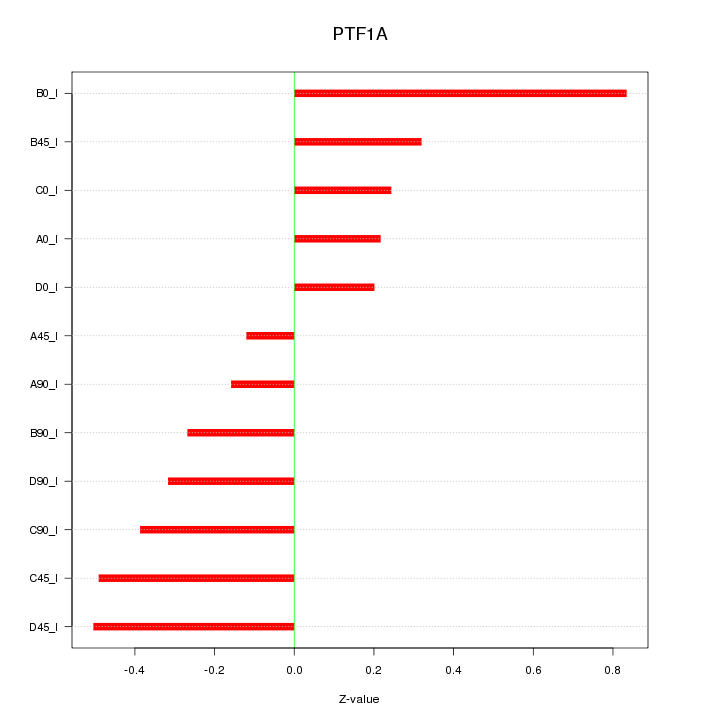 PTF1A
B0_I
B45_I
C0_I
A0_I
D0_I
A45_I
A90_I
B90_I
D90_I
C90_I
C45_I
D45_I
-0.4 -0.2 0.0 0.2 0.4 0.6 0.8
Z-value